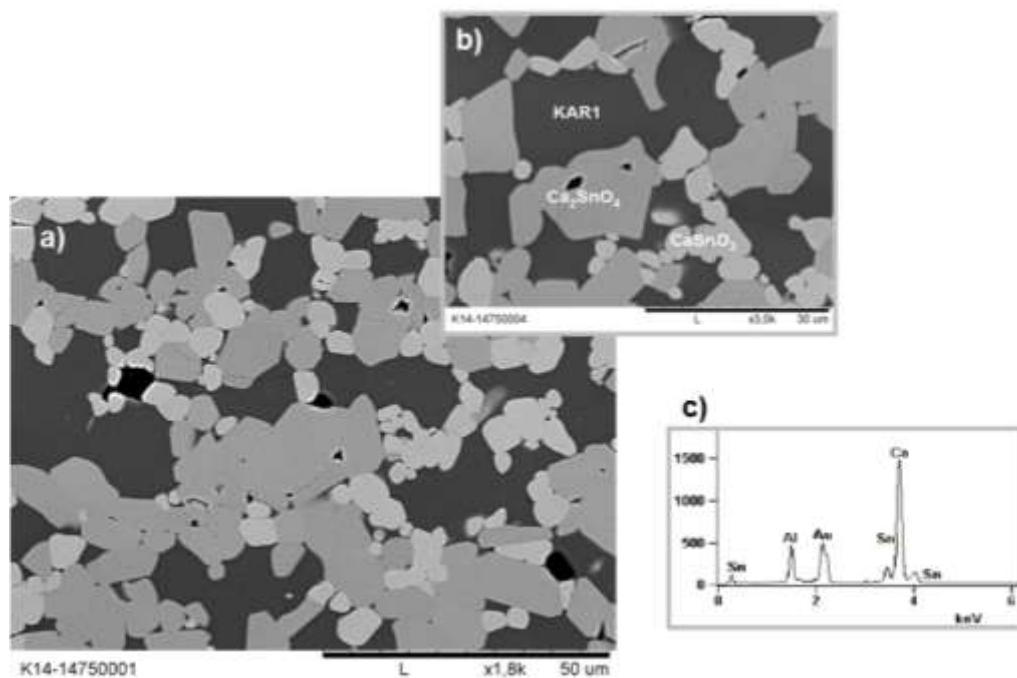 b)
KAR1
Ca₂SnO₄
CaSnO₃
K14-14750004 L x3,0k 30 um
a)
K14-14750001 L x1,8k 50 um
c)
1500
1000
500
0
Sn Al Au Sn Ca Sn
0 2 4 6
keV